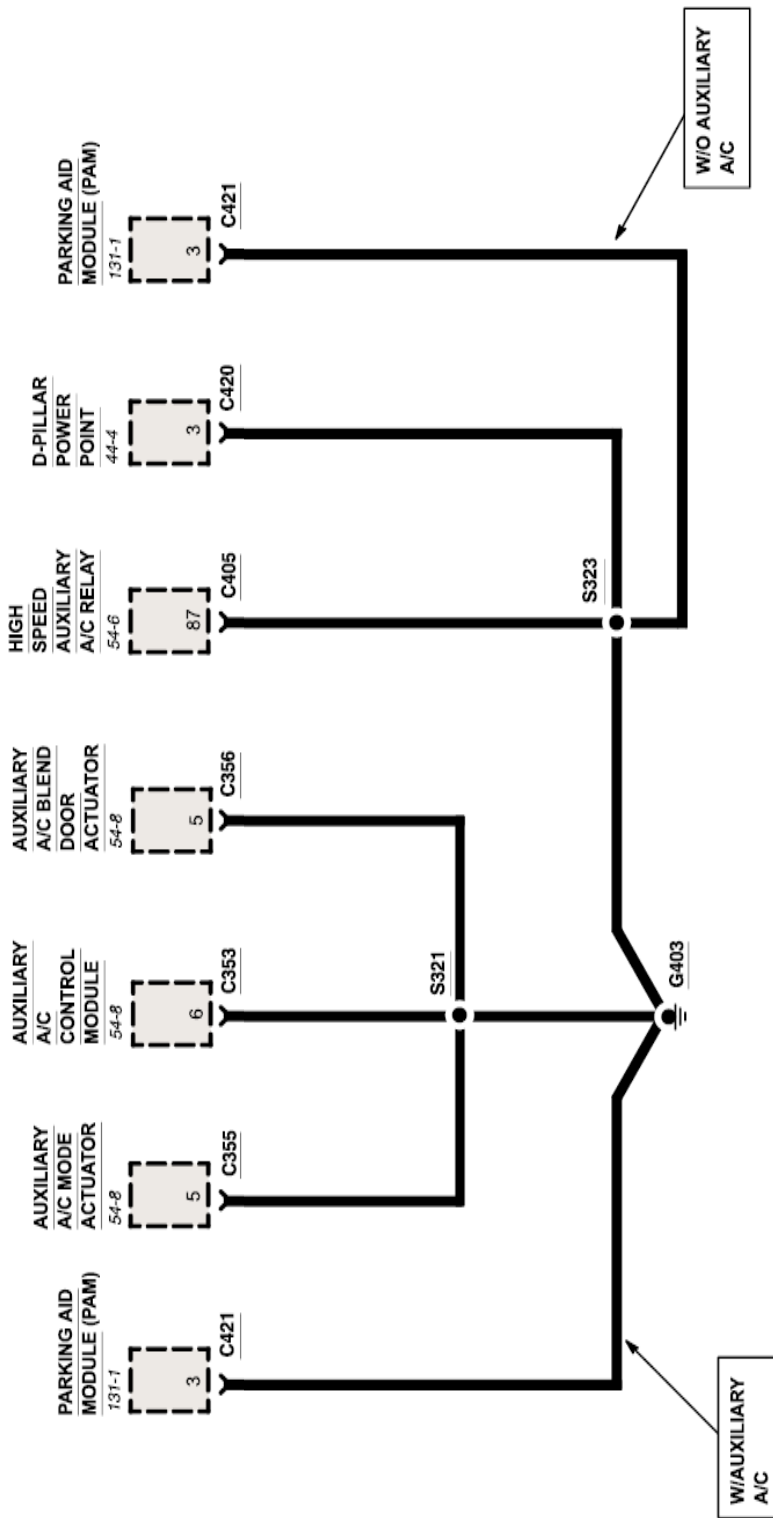 PARKING AID
MODULE (PAM)
131-1
3
C421
AUXILIARY
A/C MODE
ACTUATOR
54-8
5
C355
AUXILIARY
A/C
CONTROL
MODULE
54-8
6
C353
AUXILIARY
A/C BLEND
DOOR
ACTUATOR
54-8
5
C356
HIGH
SPEED
AUXILIARY
A/C RELAY
54-6
87
C405
D-PILLAR
POWER
POINT
44-4
3
C420
PARKING AID
MODULE (PAM)
131-1
3
C421
S321
S323
G403
W/AUXILIARY
A/C
W/O AUXILIARY
A/C